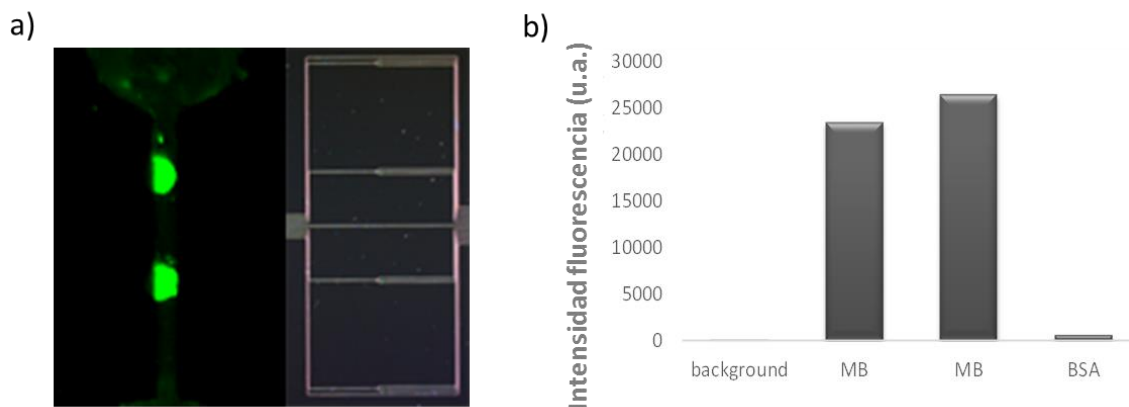 a)
b)
Intensidad fluorescencia (u.a.)
30000
25000
20000
15000
10000
5000
0
background MB MB BSA